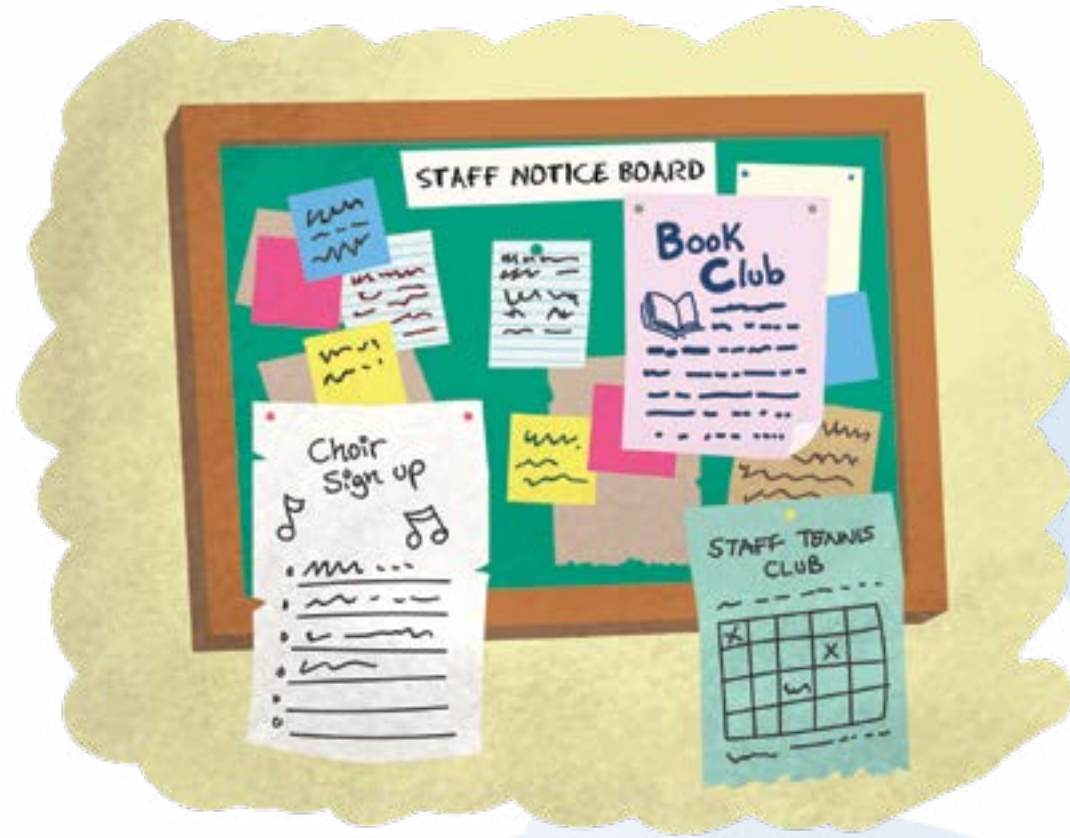 STAFF NOTICE BOARD
Book
Club
Choir
Sign up
STAFF TENNIS
CLUB
X
X